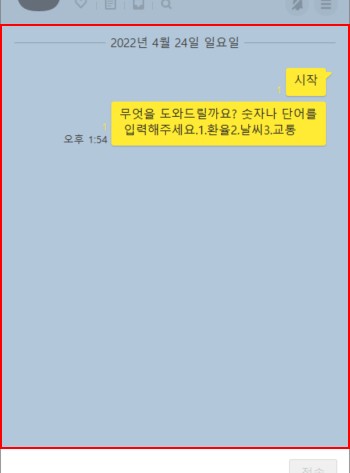 2022년 4월 24일 일요일
시작
1
무엇을 도와드릴까요? 숫자나 단어를
입력해주세요.1.환율2.날씨3.교통
1
오후 1:54
전송